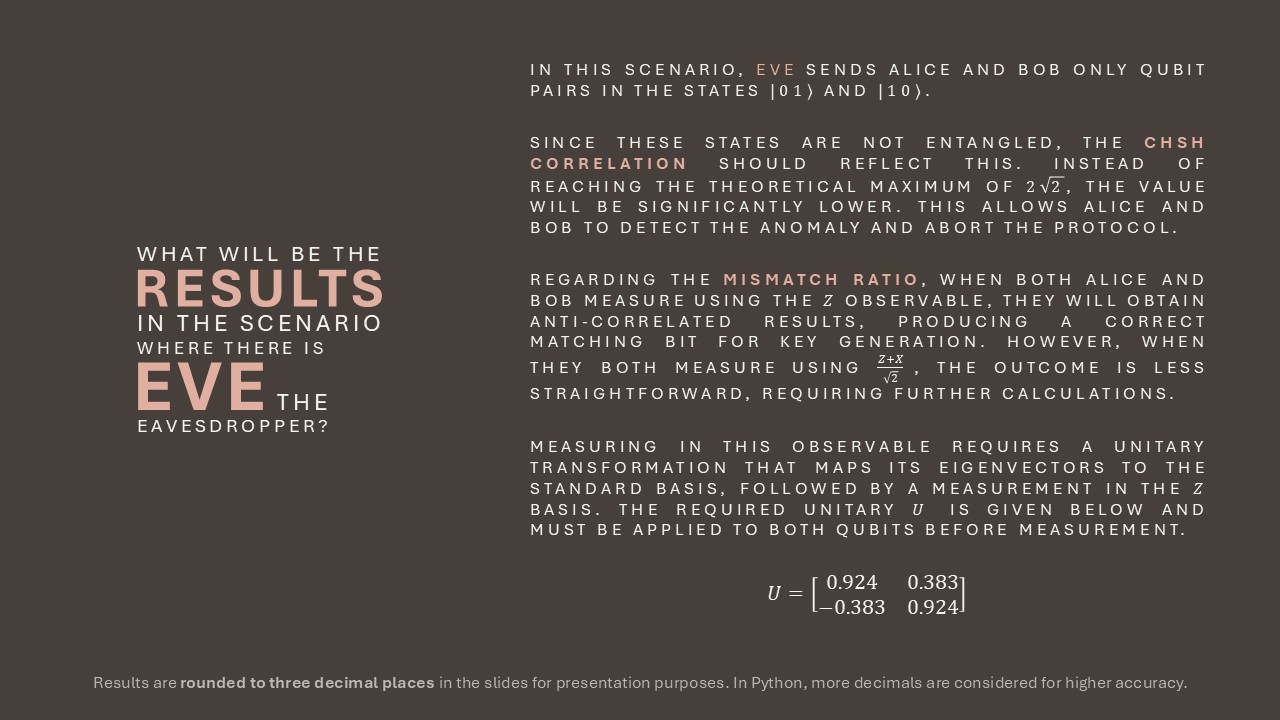 WHAT WILL BE THE
RESULTS
IN THE SCENARIO
WHERE THERE IS
EVE THE
EAVESDROPPER?
IN THIS SCENARIO, EVE SENDS ALICE AND BOB ONLY QUBIT
PAIRS IN THE STATES |01⟩ AND |10⟩.
SINCE THESE STATES ARE NOT ENTANGLED, THE CHSH
CORRELATION SHOULD REFLECT THIS. INSTEAD OF
REACHING THE THEORETICAL MAXIMUM OF 2√2, THE VALUE
WILL BE SIGNIFICANTLY LOWER. THIS ALLOWS ALICE AND
BOB TO DETECT THE ANOMALY AND ABORT THE PROTOCOL.
REGARDING THE MISMATCH RATIO, WHEN BOTH ALICE AND
BOB MEASURE USING THE Z OBSERVABLE, THEY WILL OBTAIN
ANTI-CORRELATED RESULTS, PRODUCING A CORRECT
MATCHING BIT FOR KEY GENERATION. HOWEVER, WHEN
THEY BOTH MEASURE USING Z+X/√2, THE OUTCOME IS LESS
STRAIGHTFORWARD, REQUIRING FURTHER CALCULATIONS.
MEASURING IN THIS OBSERVABLE REQUIRES A UNITARY
TRANSFORMATION THAT MAPS ITS EIGENVECTORS TO THE
STANDARD BASIS, FOLLOWED BY A MEASUREMENT IN THE Z
BASIS. THE REQUIRED UNITARY U IS GIVEN BELOW AND
MUST BE APPLIED TO BOTH QUBITS BEFORE MEASUREMENT.
U = [0.924 0.383
−0.383 0.924]
Results are rounded to three decimal places in the slides for presentation purposes. In Python, more decimals are considered for higher accuracy.